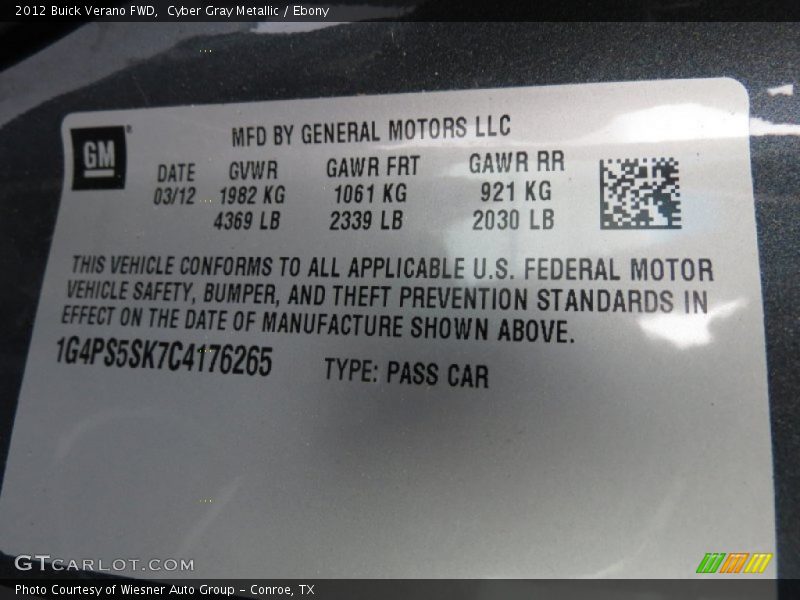 2012 Buick Verano FWD,  Cyber Gray Metallic / Ebony
GM
MFD BY GENERAL MOTORS LLC
DATE GVWR GAWR FRT GAWR RR
03/12 1982 KG 1061 KG 921 KG
4369 LB 2339 LB 2030 LB
THIS VEHICLE CONFORMS TO ALL APPLICABLE U.S. FEDERAL MOTOR
VEHICLE SAFETY, BUMPER, AND THEFT PREVENTION STANDARDS IN
EFFECT ON THE DATE OF MANUFACTURE SHOWN ABOVE.
1G4PS5SK7C4176265 TYPE: PASS CAR
GTCARLOT.COM
Photo Courtesy of Wiesner Auto Group - Conroe, TX